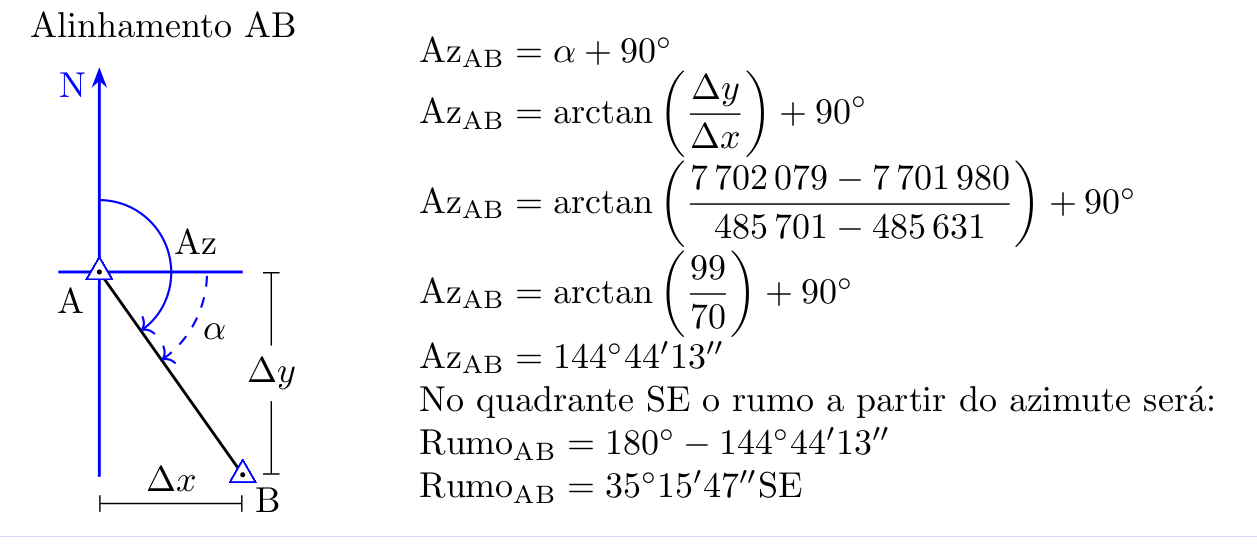 Alinhamento AB
N
Az
A
α
Δy
Δx
B
Az_AB = α + 90°
Az_AB = arctan (Δy/Δx) + 90°
Az_AB = arctan ((7 702 079 − 7 701 980)/(485 701 − 485 631)) + 90°
Az_AB = arctan (99/70) + 90°
Az_AB = 144°44′13″
No quadrante SE o rumo a partir do azimute será:
Rumo_AB = 180° − 144°44′13″
Rumo_AB = 35°15′47″SE